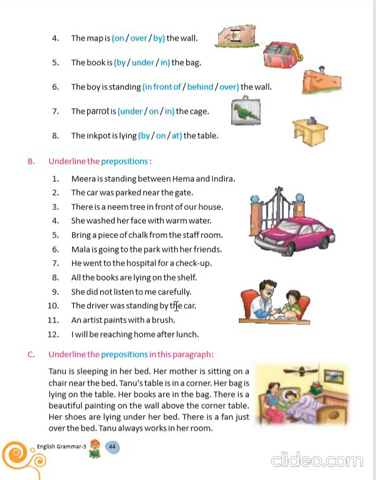 4. The map is (on / over / by) the wall.
5. The book is (by / under / in) the bag.
6. The boy is standing (in front of / behind / over) the wall.
7. The parrot is (under / on / in) the cage.
8. The inkpot is lying (by / on / at) the table.
B. Underline the prepositions :
1. Meera is standing between Hema and Indira.
2. The car was parked near the gate.
3. There is a neem tree in front of our house.
4. She washed her face with warm water.
5. Bring a piece of chalk from the staff room.
6. Mala is going to the park with her friends.
7. He went to the hospital for a check-up.
8. All the books are lying on the shelf.
9. She did not listen to me carefully.
10. The driver was standing by the car.
11. An artist paints with a brush.
12. I will be reaching home after lunch.
C. Underline the prepositions in this paragraph:
Tanu is sleeping in her bed. Her mother is sitting on a
chair near the bed. Tanu's table is in a corner. Her bag is
lying on the table. Her books are in the bag. There is a
beautiful painting on the wall above the corner table.
Her shoes are lying under her bed. There is a fan just
over the bed. Tanu always works in her room.
English Grammar-3 44
clideo.com